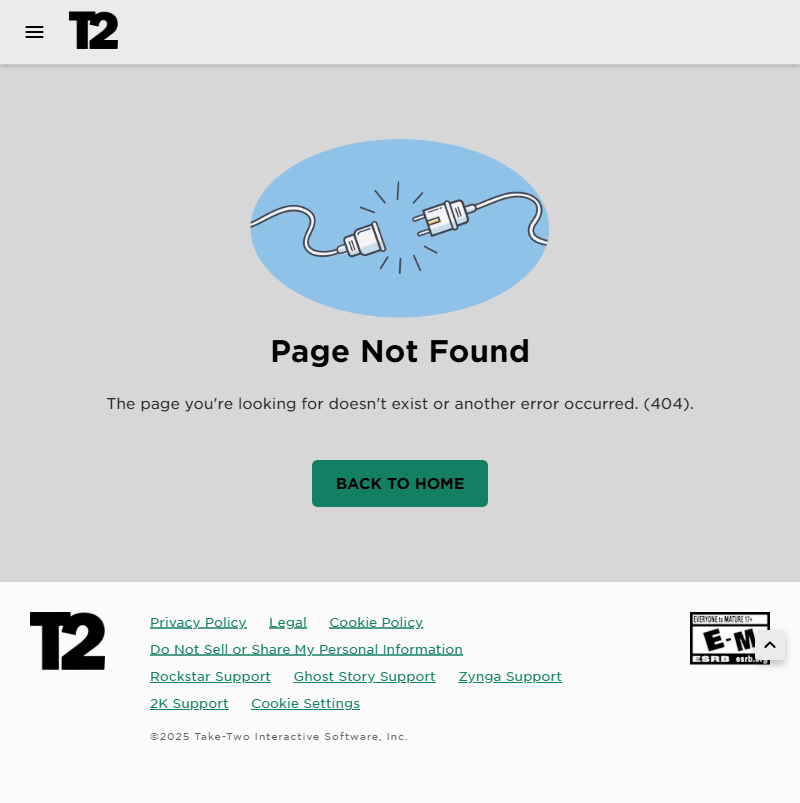 T2
Page Not Found
The page you're looking for doesn't exist or another error occurred. (404).
BACK TO HOME
T2
Privacy Policy Legal Cookie Policy
Do Not Sell or Share My Personal Information
Rockstar Support Ghost Story Support Zynga Support
2K Support Cookie Settings
©2025 Take-Two Interactive Software, Inc.
EVERYONE to MATURE 17+
E-M
ESRB esrb.org